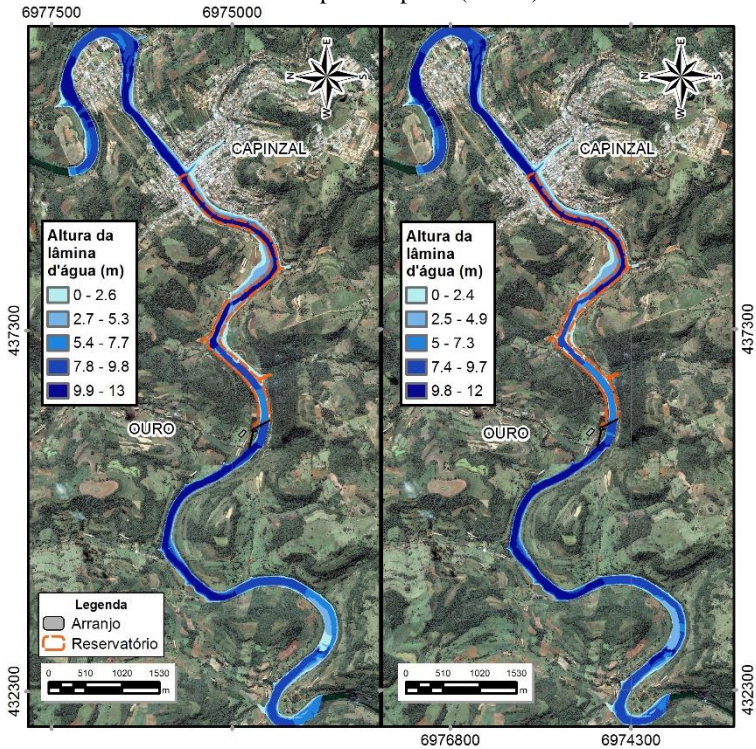 6977500
6975000
N
E
S
W
N
E
S
W
CAPINZAL
CAPINZAL
Altura da
lâmina
d'água (m)
0 - 2.6
2.7 - 5.3
5.4 - 7.7
7.8 - 9.8
9.9 - 13
Altura da
lâmina
d'água (m)
0 - 2.4
2.5 - 4.9
5 - 7.3
7.4 - 9.7
9.8 - 12
437300
437300
OURO
OURO
Legenda
Arranjo
Reservatório
0 510 1020 1530
m
0 510 1020 1530
m
432300
432300
6976800
6974300